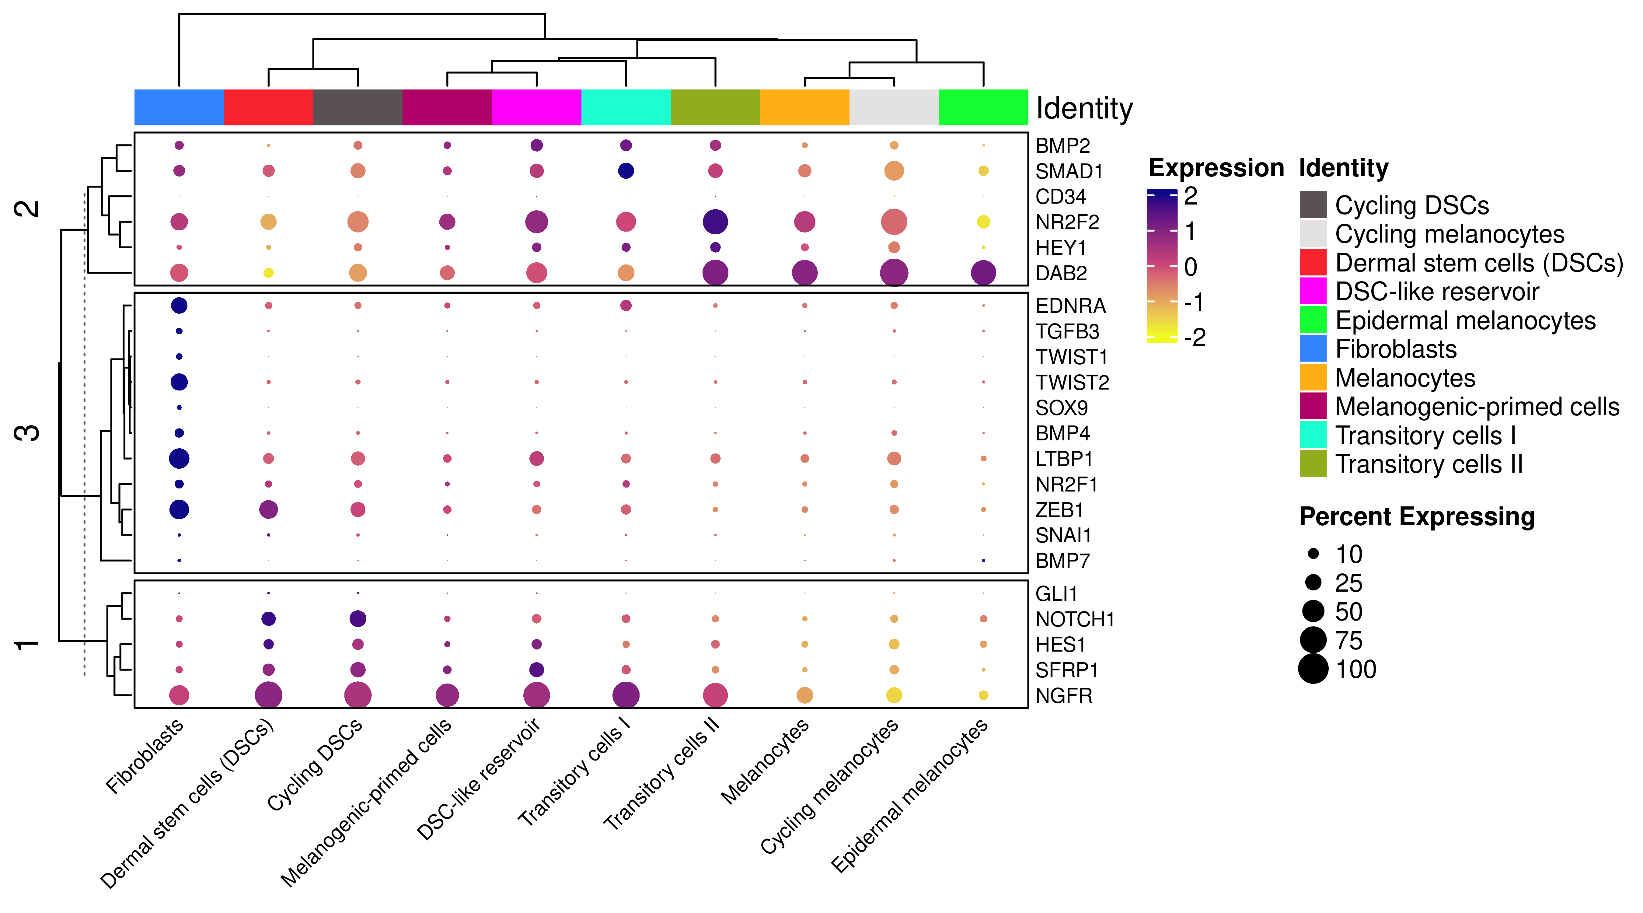 Identity
2
BMP2
SMAD1
CD34
NR2F2
HEY1
DAB2
3
EDNRA
TGFB3
TWIST1
TWIST2
SOX9
BMP4
LTBP1
NR2F1
ZEB1
SNAI1
BMP7
1
GLI1
NOTCH1
HES1
SFRP1
NGFR
Fibroblasts
Dermal stem cells (DSCs)
Cycling DSCs
Melanogenic-primed cells
DSC-like reservoir
Transitory cells I
Transitory cells II
Melanocytes
Cycling melanocytes
Epidermal melanocytes
Expression
2
1
0
-1
-2
Identity
Cycling DSCs
Cycling melanocytes
Dermal stem cells (DSCs)
DSC-like reservoir
Epidermal melanocytes
Fibroblasts
Melanocytes
Melanogenic-primed cells
Transitory cells I
Transitory cells II
Percent Expressing
10
25
50
75
100